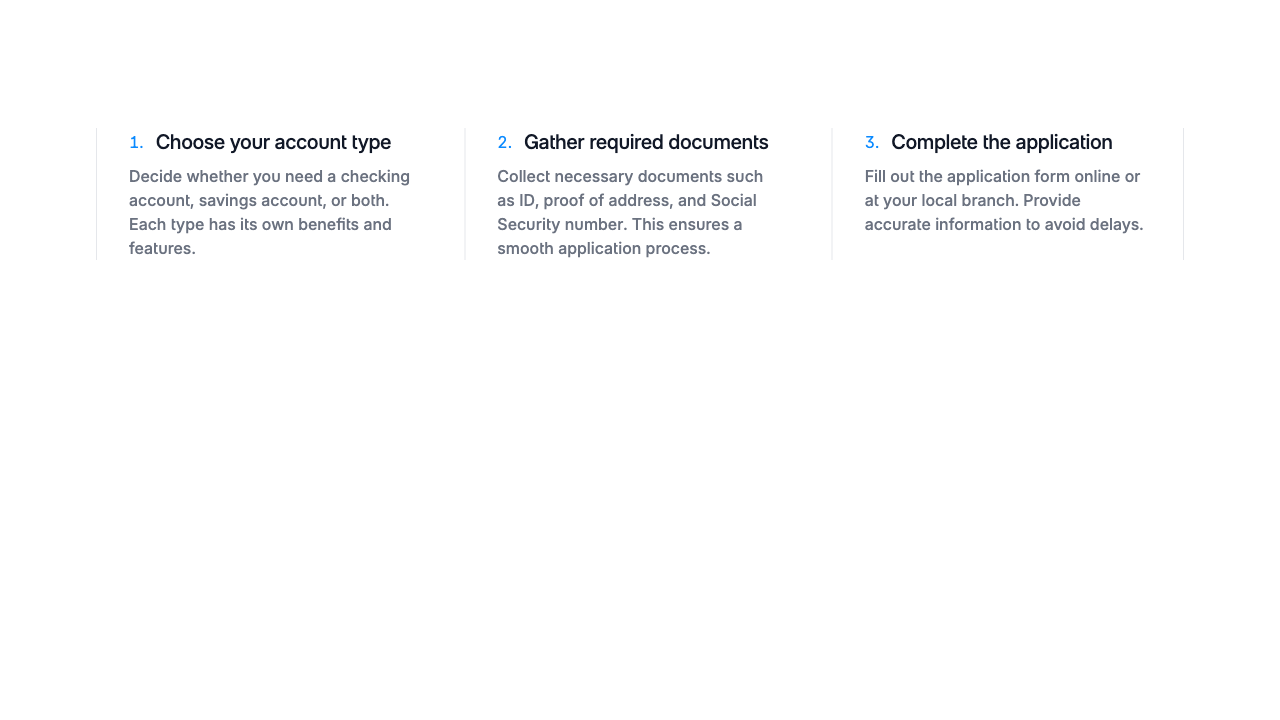 1. Choose your account type
Decide whether you need a checking
account, savings account, or both.
Each type has its own benefits and
features.
2. Gather required documents
Collect necessary documents such
as ID, proof of address, and Social
Security number. This ensures a
smooth application process.
3. Complete the application
Fill out the application form online or
at your local branch. Provide
accurate information to avoid delays.